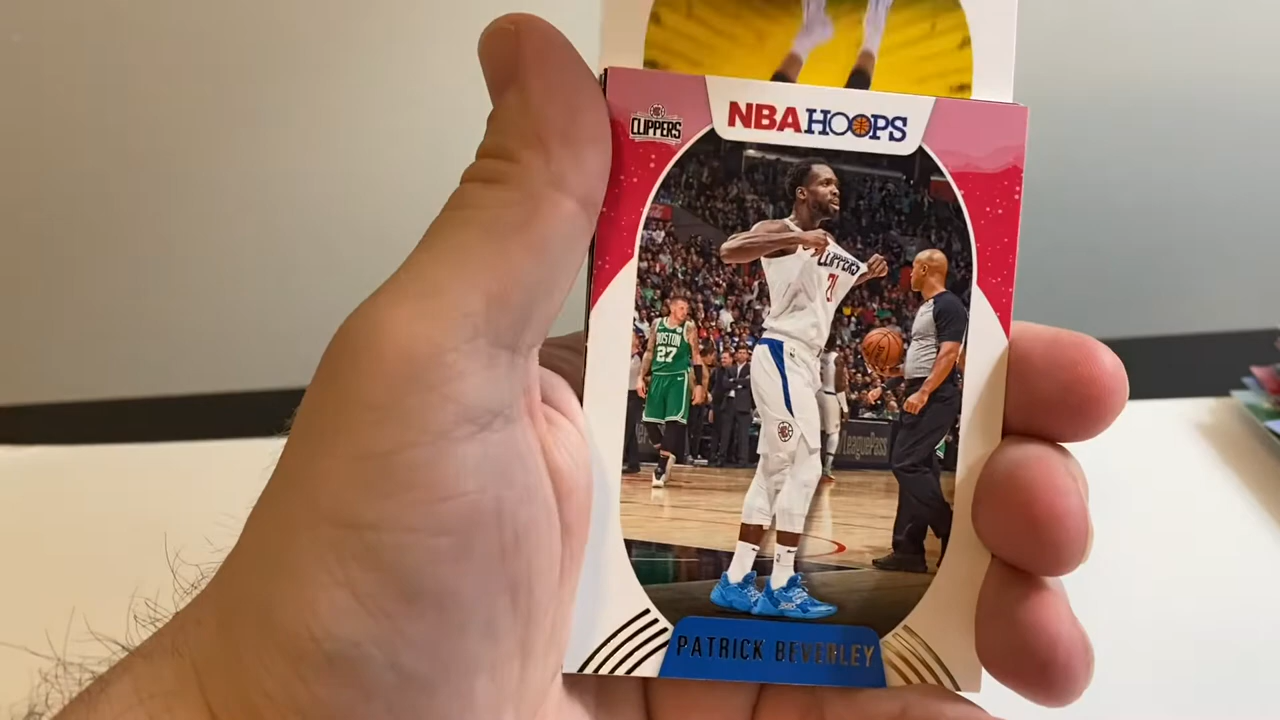 CLIPPERS
NBA HOOPS
CLIPPERS
21
BOSTON
27
LeaguePass
PATRICK BEVERLEY